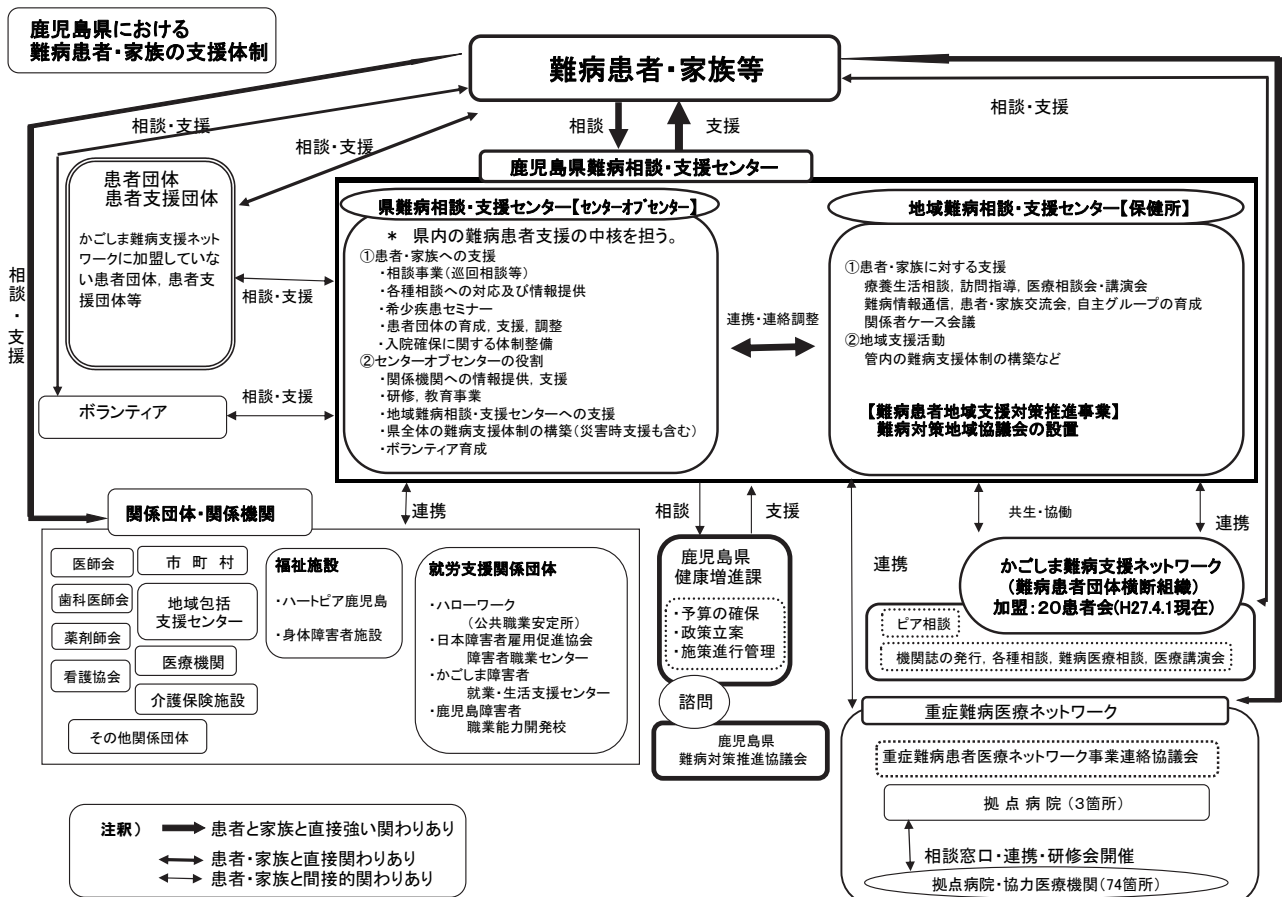 鹿児島県における
難病患者・家族の支援体制
難病患者・家族等
相談・支援
相談・支援
相談
支援
相談・支援
鹿児島県難病相談・支援センター
患者団体
患者支援団体
かごしま難病支援ネット
ワークに加盟してい
ない患者団体, 患者支
援団体等
相談・支援
相談・支援
ボランティア
相談・支援
県難病相談・支援センター【センターオブセンター】
* 県内の難病患者支援の中核を担う。
①患者・家族への支援
・相談事業(巡回相談等)
・各種相談への対応及び情報提供
・希少疾患セミナー
・患者団体の育成, 支援, 調整
・入院確保に関する体制整備
②センターオブセンターの役割
・関係機関への情報提供, 支援
・研修, 教育事業
・地域難病相談・支援センターへの支援
・県全体の難病支援体制の構築(災害時支援も含む)
・ボランティア育成
連携・連絡調整
地域難病相談・支援センター【保健所】
①患者・家族に対する支援
療養生活相談, 訪問指導, 医療相談会・講演会
難病情報通信, 患者・家族交流会, 自主グループの育成
関係者ケース会議
②地域支援活動
管内の難病支援体制の構築など
【難病患者地域支援対策推進事業】
難病対策地域協議会の設置
関係団体・関係機関
連携
医師会
歯科医師会
薬剤師会
看護協会
市 町 村
地域包括
支援センター
医療機関
介護保険施設
その他関係団体
福祉施設
・ハートピア鹿児島
・身体障害者施設
就労支援関係団体
・ハローワーク
(公共職業安定所)
・日本障害者雇用促進協会
障害者職業センター
・かごしま障害者
就業・生活支援センター
・鹿児島障害者
職業能力開発校
相談
支援
鹿児島県
健康増進課
・予算の確保
・政策立案
・施策進行管理
諮問
鹿児島県
難病対策推進協議会
連携
共生・協働
連携
かごしま難病支援ネットワーク
(難病患者団体横断組織)
加盟:20患者会(H27.4.1現在)
ピア相談
機関誌の発行, 各種相談, 難病医療相談, 医療講演会
重症難病医療ネットワーク
重症難病患者医療ネットワーク事業連絡協議会
拠 点 病 院 (3箇所)
相談窓口・連携・研修会開催
拠点病院・協力医療機関(74箇所)
注釈)
患者と家族と直接強い関わりあり
患者・家族と直接関わりあり
患者・家族と間接的関わりあり